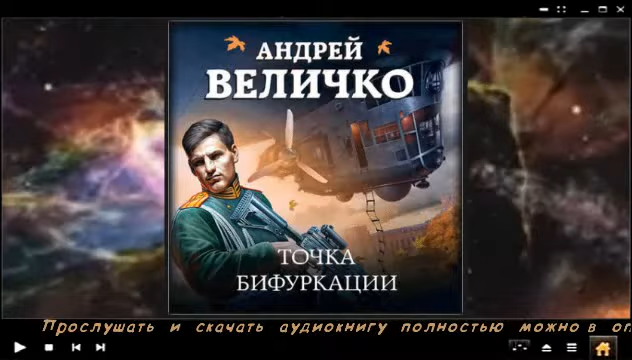 АНДРЕЙ
ВЕЛИЧКО
ТОЧКА
БИФУРКАЦИИ
Прослушать и скачать аудиокнигу полностью можно в